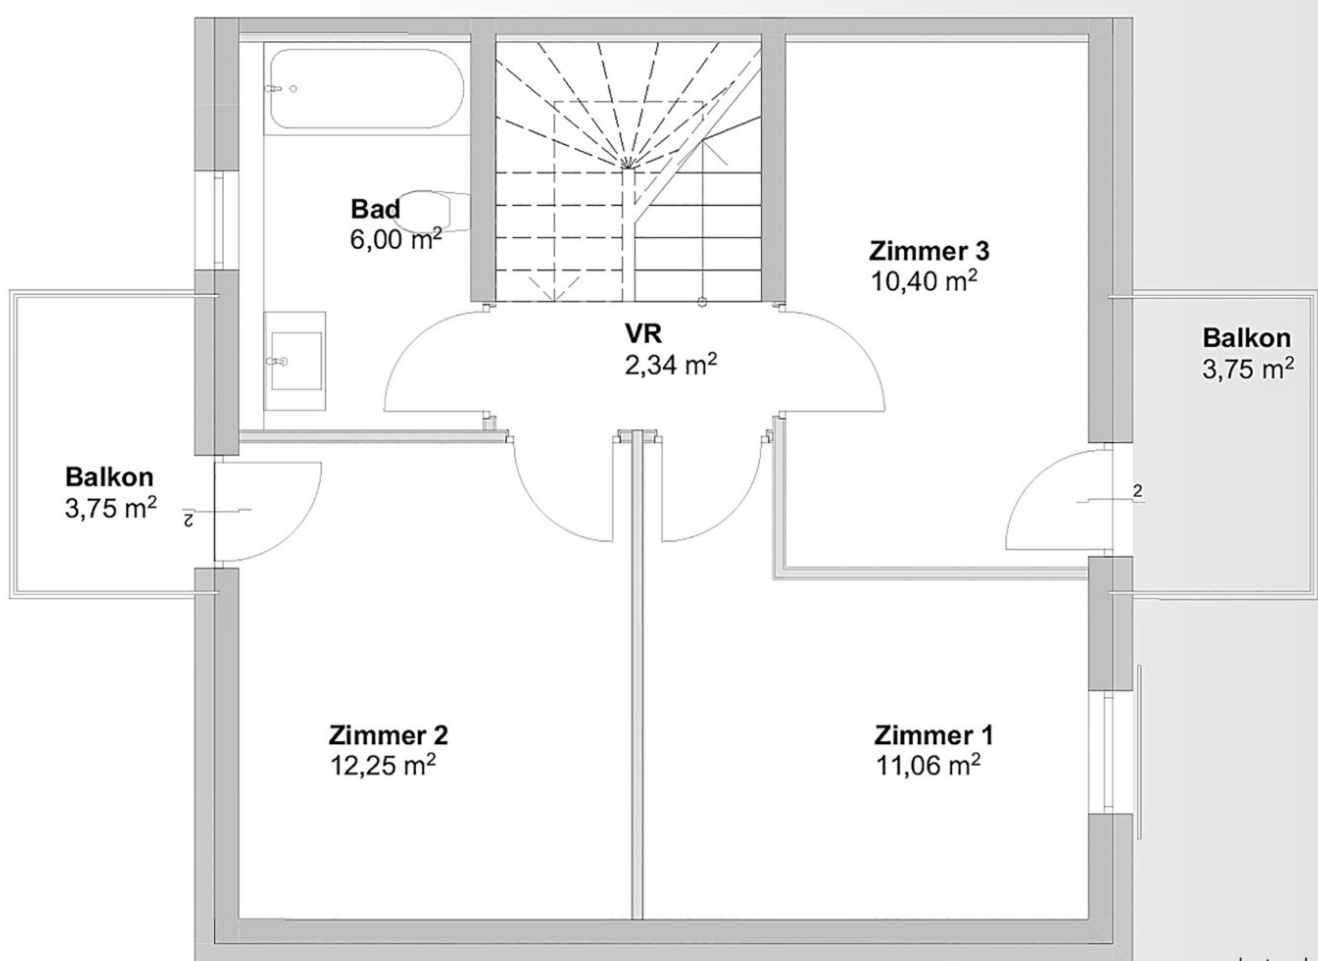 Bad
6,00 m²
Zimmer 3
10,40 m²
VR
2,34 m²
Balkon
3,75 m²
Balkon
3,75 m²
2
2
Zimmer 2
12,25 m²
Zimmer 1
11,06 m²